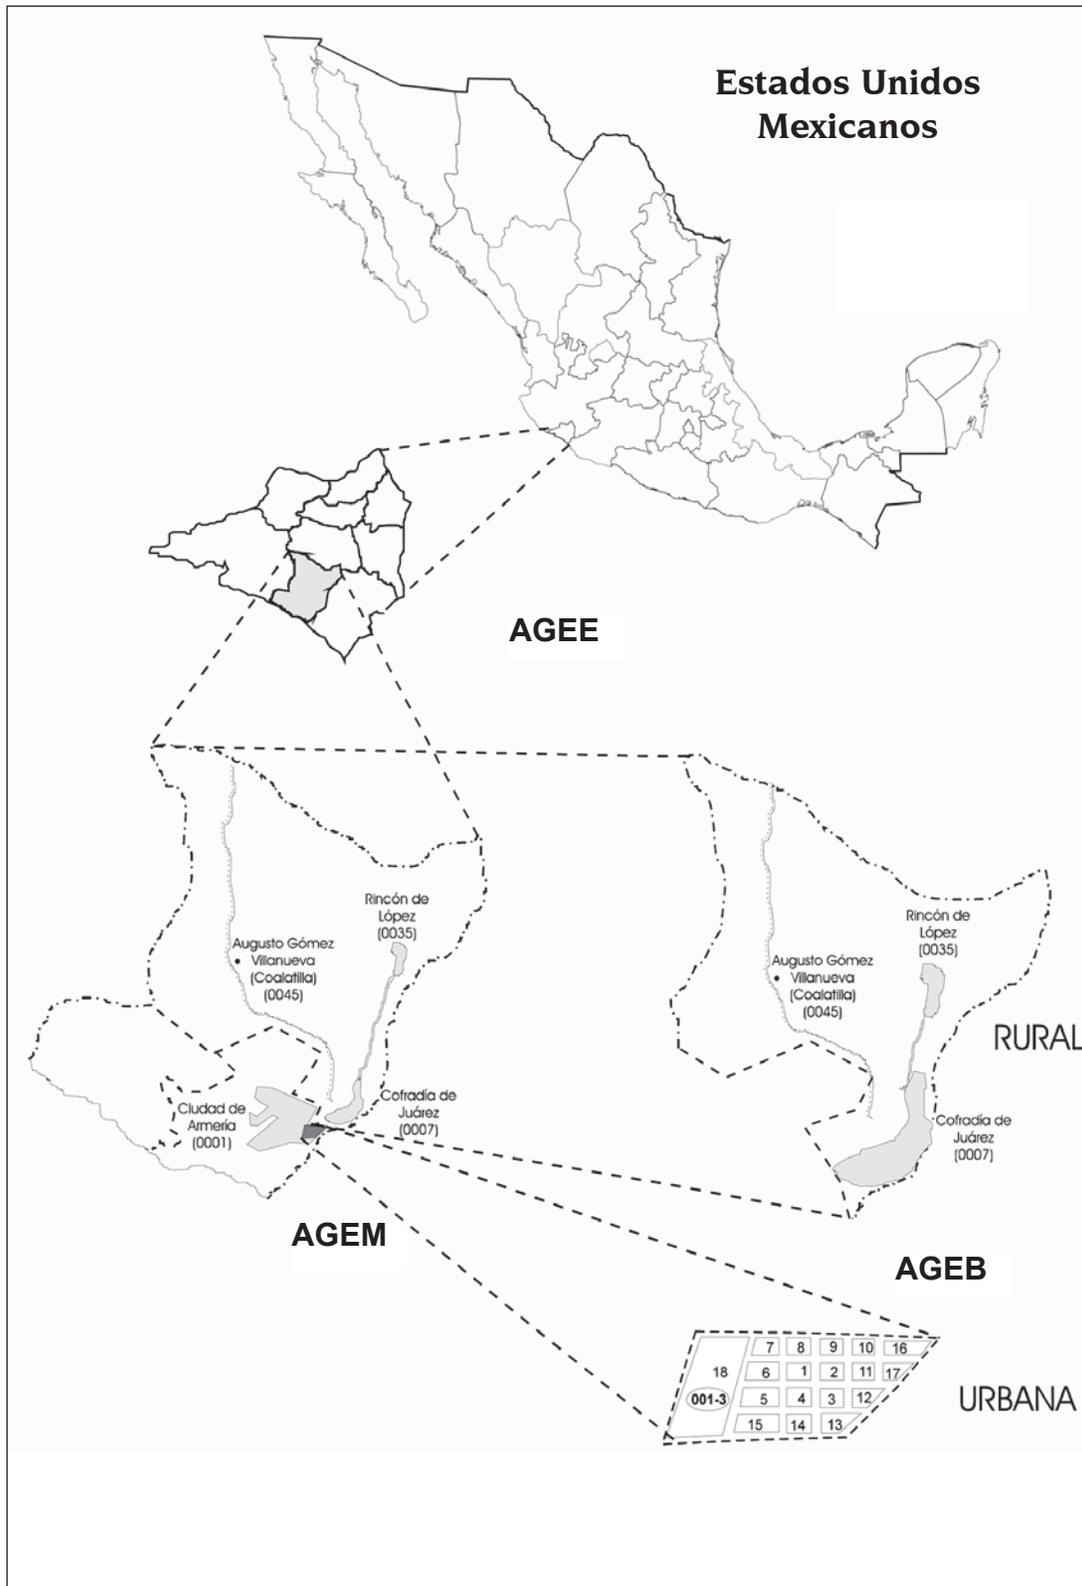 Estados Unidos
Mexicanos
AGEE
Rincón de
López
(0035)
Augusto Gómez
Villanueva
(Coalatilla)
(0045)
Ciudad de
Armería
(0001)
Cofradía de
Juárez
(0007)
AGEM
Rincón de
López
(0035)
Augusto Gómez
Villanueva
(Coalatilla)
(0045)
RURAL
Cofradía de
Juárez
(0007)
AGEB
7 8 9 10 16
18 6 1 2 11 17
001-3 5 4 3 12
15 14 13
URBANA